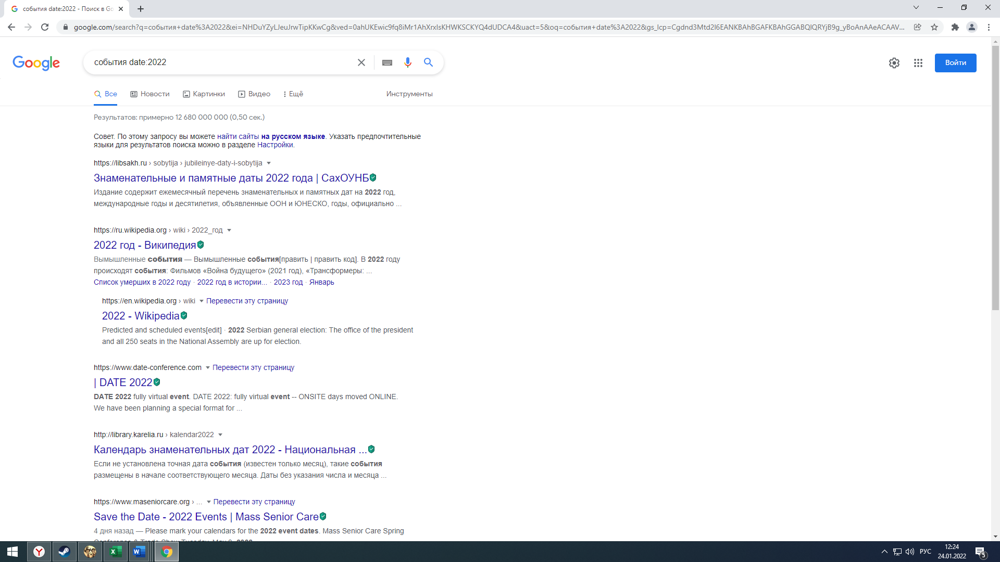 события date:2022 - Поиск в Go
google.com/search?q=события+date%3A2022&ei=NHDuYZyLJeuJrwTipKKwCg&ved=0ahUKEwic9fq8iMr1AhXrxIsKHWKSCKYQ4dUDCA4&uact=5&oq=события+date%3A2022&gs_lcp=Cgdnd3Mtd2l6EANKBAhBGAFKBAhGGABQIQRYjB9g_yBoAnAAeACAAV...
Google
события date:2022
Войти
Все
Новости
Картинки
Видео
Ещё
Инструменты
Результатов: примерно 12 680 000 000 (0,50 сек.)
Совет. По этому запросу вы можете найти сайты на русском языке. Указать предпочтительные
языки для результатов поиска можно в разделе Настройки.
https://libsakh.ru › sobytija › jubileinye-daty-i-sobytija
Знаменательные и памятные даты 2022 года | СахОУНБ
Издание содержит ежемесячный перечень знаменательных и памятных дат на 2022 год,
международные годы и десятилетия, объявленные ООН и ЮНЕСКО, годы, официально ...
https://ru.wikipedia.org › wiki › 2022_год
2022 год - Википедия
Вымышленные события — Вымышленные события[править | править код]. В 2022 году
происходят события: Фильмов «Война будущего» (2021 год), «Трансформеры: ...
Список умерших в 2022 году · 2022 год в истории... · 2023 год · Январь
https://en.wikipedia.org › wiki Перевести эту страницу
2022 - Wikipedia
Predicted and scheduled events[edit] · 2022 Serbian general election: The office of the president
and all 250 seats in the National Assembly are up for election.
https://www.date-conference.com Перевести эту страницу
| DATE 2022
DATE 2022 fully virtual event. DATE 2022: fully virtual event -- ONSITE days moved ONLINE.
We have been planning a special format for ...
http://library.karelia.ru › kalendar2022
Календарь знаменательных дат 2022 - Национальная ...
Если не установлена точная дата события (известен только месяц), такие события
размещены в начале соответствующего месяца. Даты без указания числа и месяца ...
https://www.maseniorcare.org › ... Перевести эту страницу
Save the Date - 2022 Events | Mass Senior Care
4 дня назад — Please mark your calendars for the 2022 event dates. Mass Senior Care Spring
Conference & Trade Show Tuesday, May 2022
РУС
12:24
24.01.2022
5